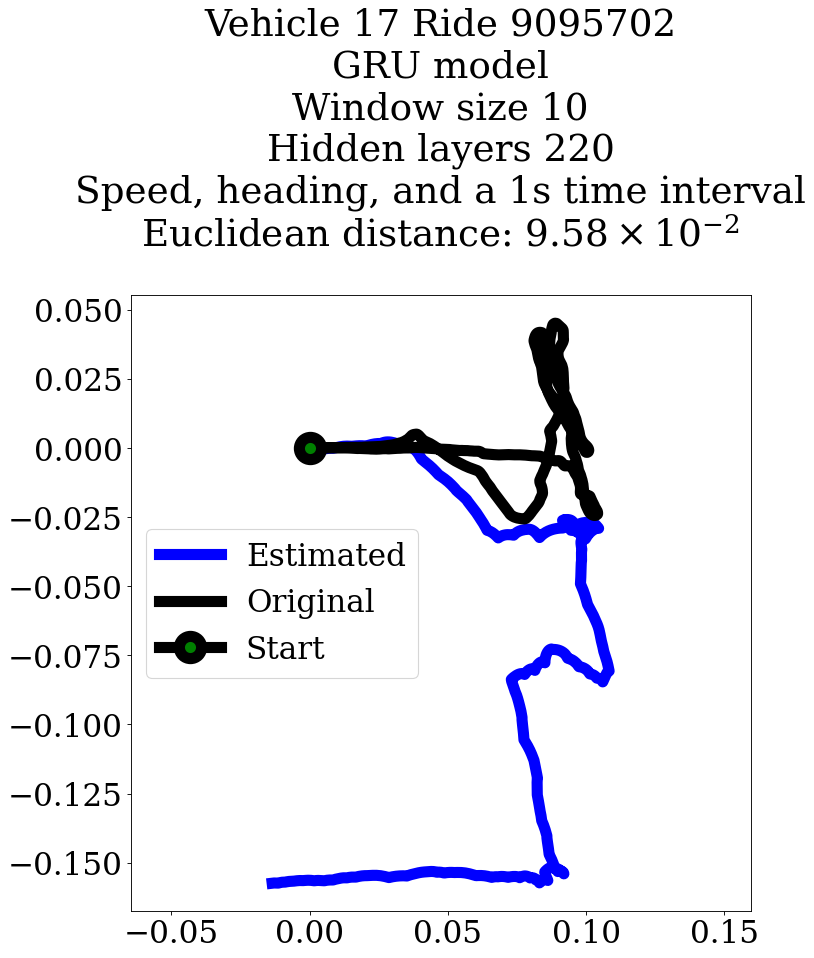 Vehicle 17 Ride 9095702
GRU model
Window size 10
Hidden layers 220
Speed, heading, and a 1s time interval
Euclidean distance: 9.58 × 10⁻²
0.050
0.025
0.000
−0.025
−0.050
−0.075
−0.100
−0.125
−0.150
Estimated
Original
Start
−0.05 0.00 0.05 0.10 0.15